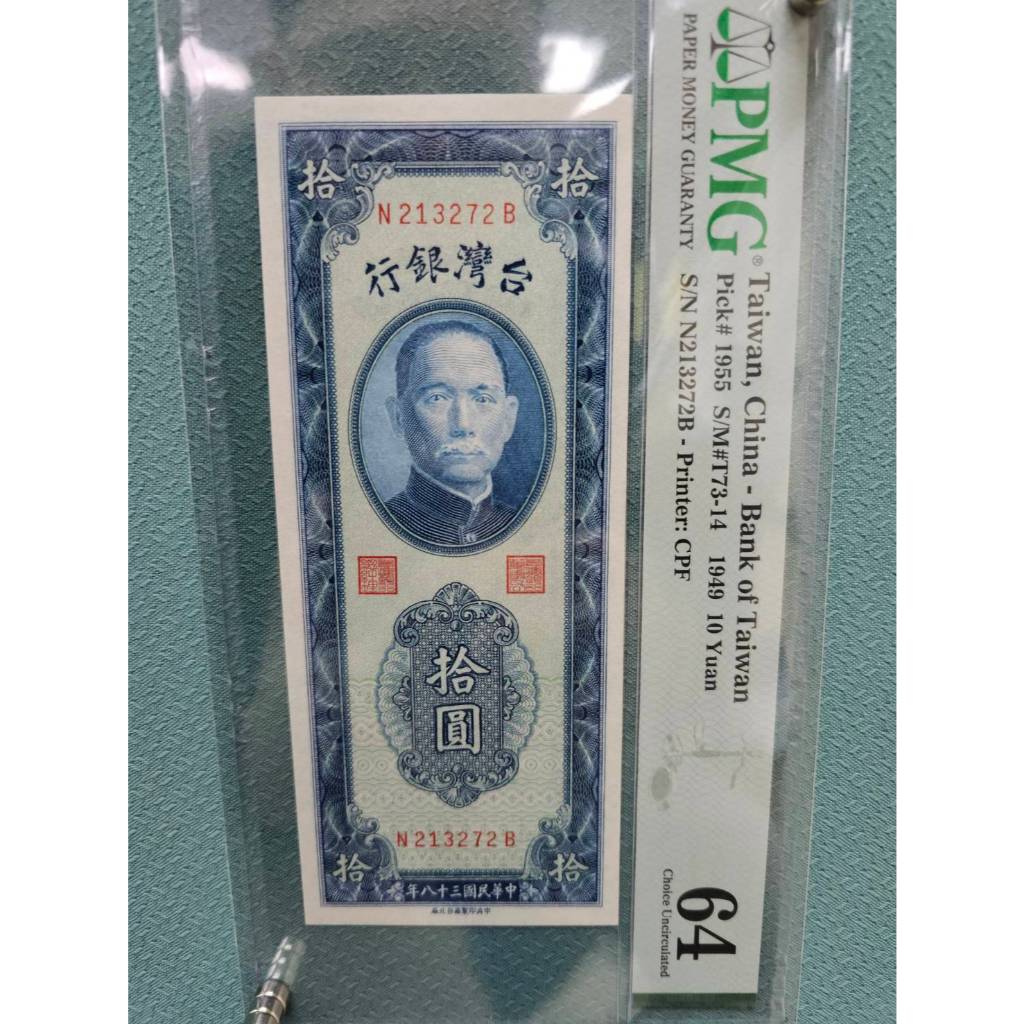 拾 拾
N213272B
行銀灣台
拾圓
N213272B
拾 拾
年八十三國民華中
PMG®
PAPER MONEY GUARANTY
Taiwan, China - Bank of Taiwan
Pick# 1955 S/M#T73-14 1949 10 Yuan
S/N N213272B - Printer: CPF
64
Choice Uncirculated